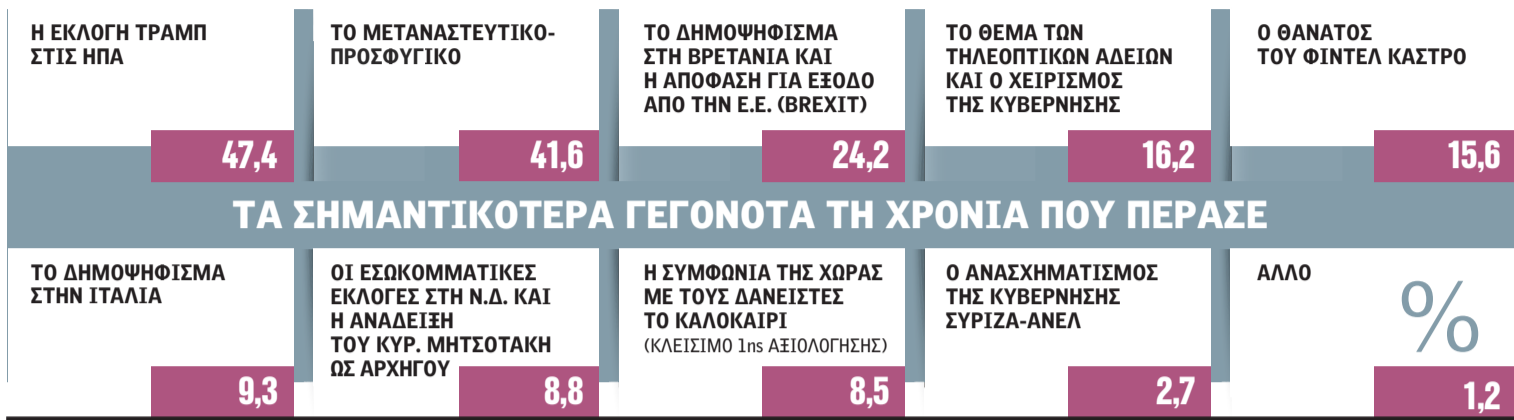 Η ΕΚΛΟΓΗ ΤΡΑΜΠ
ΣΤΙΣ ΗΠΑ
47,4
ΤΟ ΜΕΤΑΝΑΣΤΕΥΤΙΚΟ-
ΠΡΟΣΦΥΓΙΚΟ
41,6
ΤΟ ΔΗΜΟΨΗΦΙΣΜΑ
ΣΤΗ ΒΡΕΤΑΝΙΑ ΚΑΙ
Η ΑΠΟΦΑΣΗ ΓΙΑ ΕΞΟΔΟ
ΑΠΟ ΤΗΝ Ε.Ε. (BREXIT)
24,2
ΤΟ ΘΕΜΑ ΤΩΝ
ΤΗΛΕΟΠΤΙΚΩΝ ΑΔΕΙΩΝ
ΚΑΙ Ο ΧΕΙΡΙΣΜΟΣ
ΤΗΣ ΚΥΒΕΡΝΗΣΗΣ
16,2
Ο ΘΑΝΑΤΟΣ
ΤΟΥ ΦΙΝΤΕΛ ΚΑΣΤΡΟ
15,6
ΤΑ ΣΗΜΑΝΤΙΚΟΤΕΡΑ ΓΕΓΟΝΟΤΑ ΤΗ ΧΡΟΝΙΑ ΠΟΥ ΠΕΡΑΣΕ
ΤΟ ΔΗΜΟΨΗΦΙΣΜΑ
ΣΤΗΝ ΙΤΑΛΙΑ
9,3
ΟΙ ΕΣΩΚΟΜΜΑΤΙΚΕΣ
ΕΚΛΟΓΕΣ ΣΤΗ Ν.Δ. ΚΑΙ
Η ΑΝΑΔΕΙΞΗ
ΤΟΥ ΚΥΡ. ΜΗΤΣΟΤΑΚΗ
ΩΣ ΑΡΧΗΓΟΥ
8,8
Η ΣΥΜΦΩΝΙΑ ΤΗΣ ΧΩΡΑΣ
ΜΕ ΤΟΥΣ ΔΑΝΕΙΣΤΕΣ
ΤΟ ΚΑΛΟΚΑΙΡΙ
(ΚΛΕΙΣΙΜΟ 1ης ΑΞΙΟΛΟΓΗΣΗΣ)
8,5
Ο ΑΝΑΣΧΗΜΑΤΙΣΜΟΣ
ΤΗΣ ΚΥΒΕΡΝΗΣΗΣ
ΣΥΡΙΖΑ-ΑΝΕΛ
2,7
ΑΛΛΟ
%
1,2